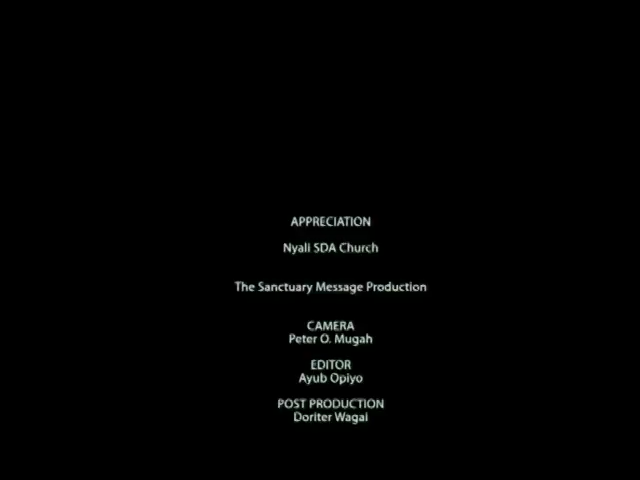 APPRECIATION
Nyali SDA Church
The Sanctuary Message Production
CAMERA
Peter O. Mugah
EDITOR
Ayub Opiyo
POST PRODUCTION
Doriter Wagai